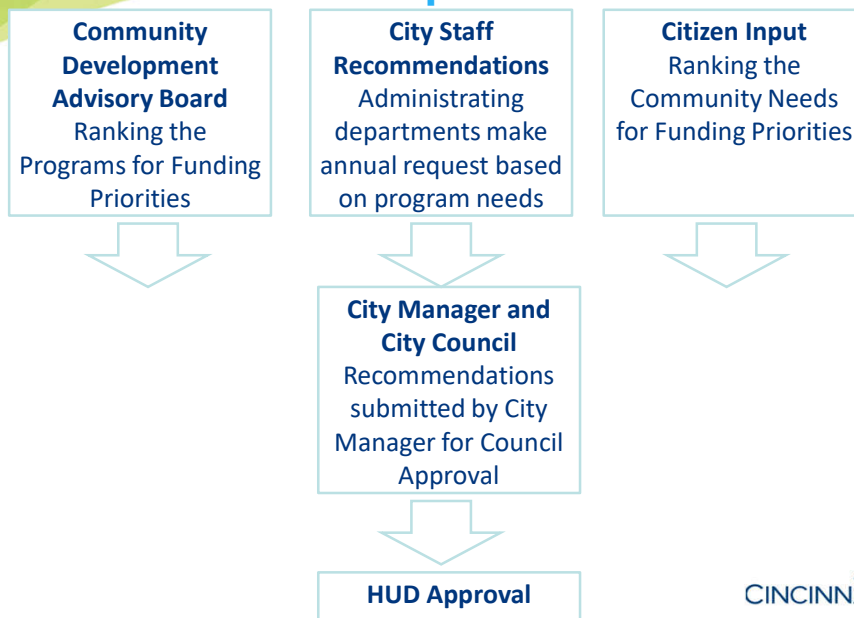 Community
Development
Advisory Board
Ranking the
Programs for Funding
Priorities
City Staff
Recommendations
Administrating
departments make
annual request based
on program needs
Citizen Input
Ranking the
Community Needs
for Funding Priorities
City Manager and
City Council
Recommendations
submitted by City
Manager for Council
Approval
HUD Approval
CINCINN